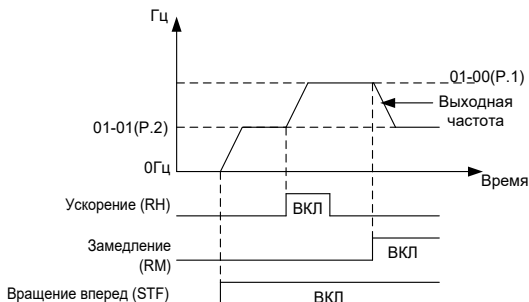 Гц
01-00(P.1)
Выходная
частота
01-01(P.2)
0Гц
Время
Ускорение (RH)
ВКЛ
Замедление
(RM)
ВКЛ
Вращение вперед (STF)
ВКЛ